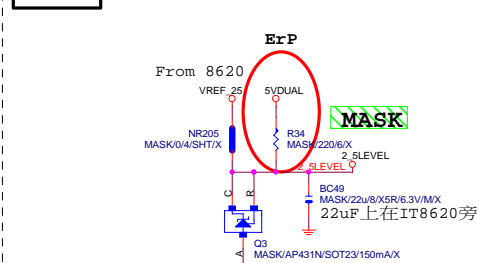 ErP
From 8620
VREF_25
5VDUAL
MASK
NR205
MASK/0/4/SHT/X
R34
MASK/220/6/X
2_5LEVEL
2_5LEVEL
BC49
MASK/22u/8/X5R/6.3V/M/X
22uF上在IT8620旁
C
R
Q3
MASK/AP431N/SOT23/150mA/X
A